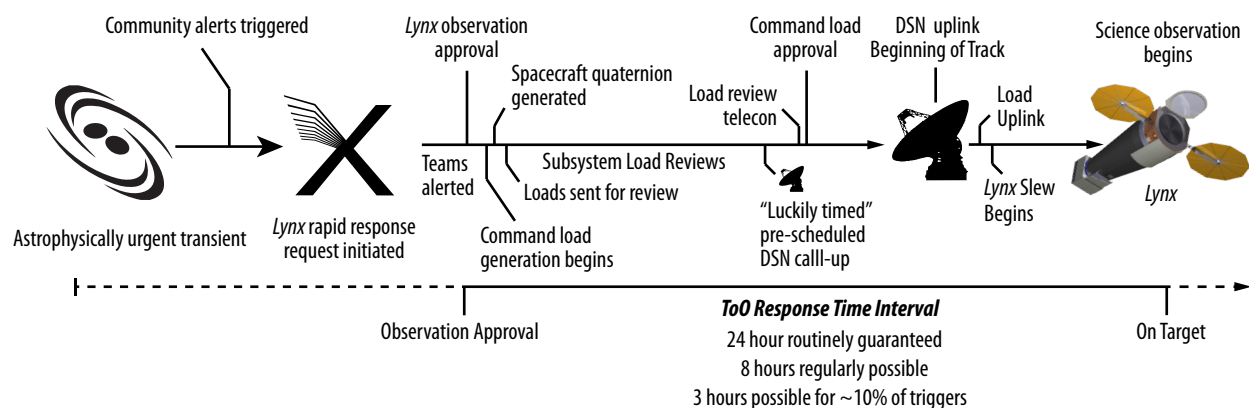 Community alerts triggered
Lynx observation
approval
Command load
approval
DSN uplink
Beginning of Track
Science observation
begins
Spacecraft quaternion
generated
Load review
telecon
Load
Uplink
Teams
alerted
Subsystem Load Reviews
Loads sent for review
Lynx Slew
Begins
Lynx
Astrophysically urgent transient
Lynx rapid response
request initiated
Command load
generation begins
“Luckily timed”
pre-scheduled
DSN calll-up
Observation Approval
ToO Response Time Interval
On Target
24 hour routinely guaranteed
8 hours regularly possible
3 hours possible for ~10% of triggers